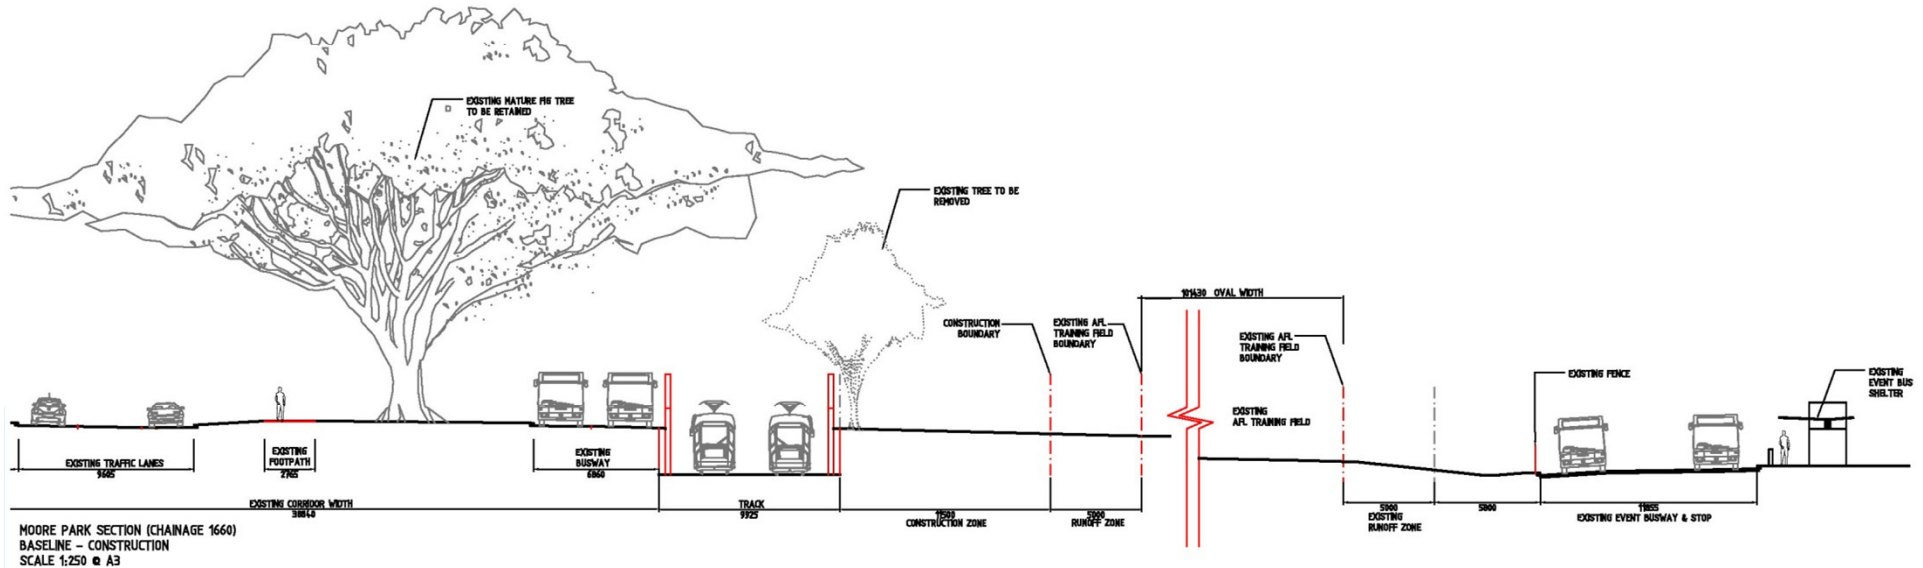 EXISTING MATURE FIG TREE
TO BE RETAINED
EXISTING TREE TO BE
REMOVED
101430 OVAL WIDTH
CONSTRUCTION
BOUNDARY
EXISTING AFL
TRAINING FIELD
BOUNDARY
EXISTING AFL
TRAINING FIELD
BOUNDARY
EXISTING FENCE
EXISTING
EVENT BUS
SHELTER
EXISTING
AFL TRAINING FIELD
EXISTING TRAFFIC LANES
9605
EXISTING
FOOTPATH
2765
EXISTING
BUSWAY
6860
EXISTING CORRIDOR WIDTH
38840
TRACK
9925
11500
CONSTRUCTION ZONE
5000
RUNOFF ZONE
5000
EXISTING
RUNOFF ZONE
5800
11855
EXISTING EVENT BUSWAY & STOP
MOORE PARK SECTION (CHAINAGE 1660)
BASELINE - CONSTRUCTION
SCALE 1:250 @ A3